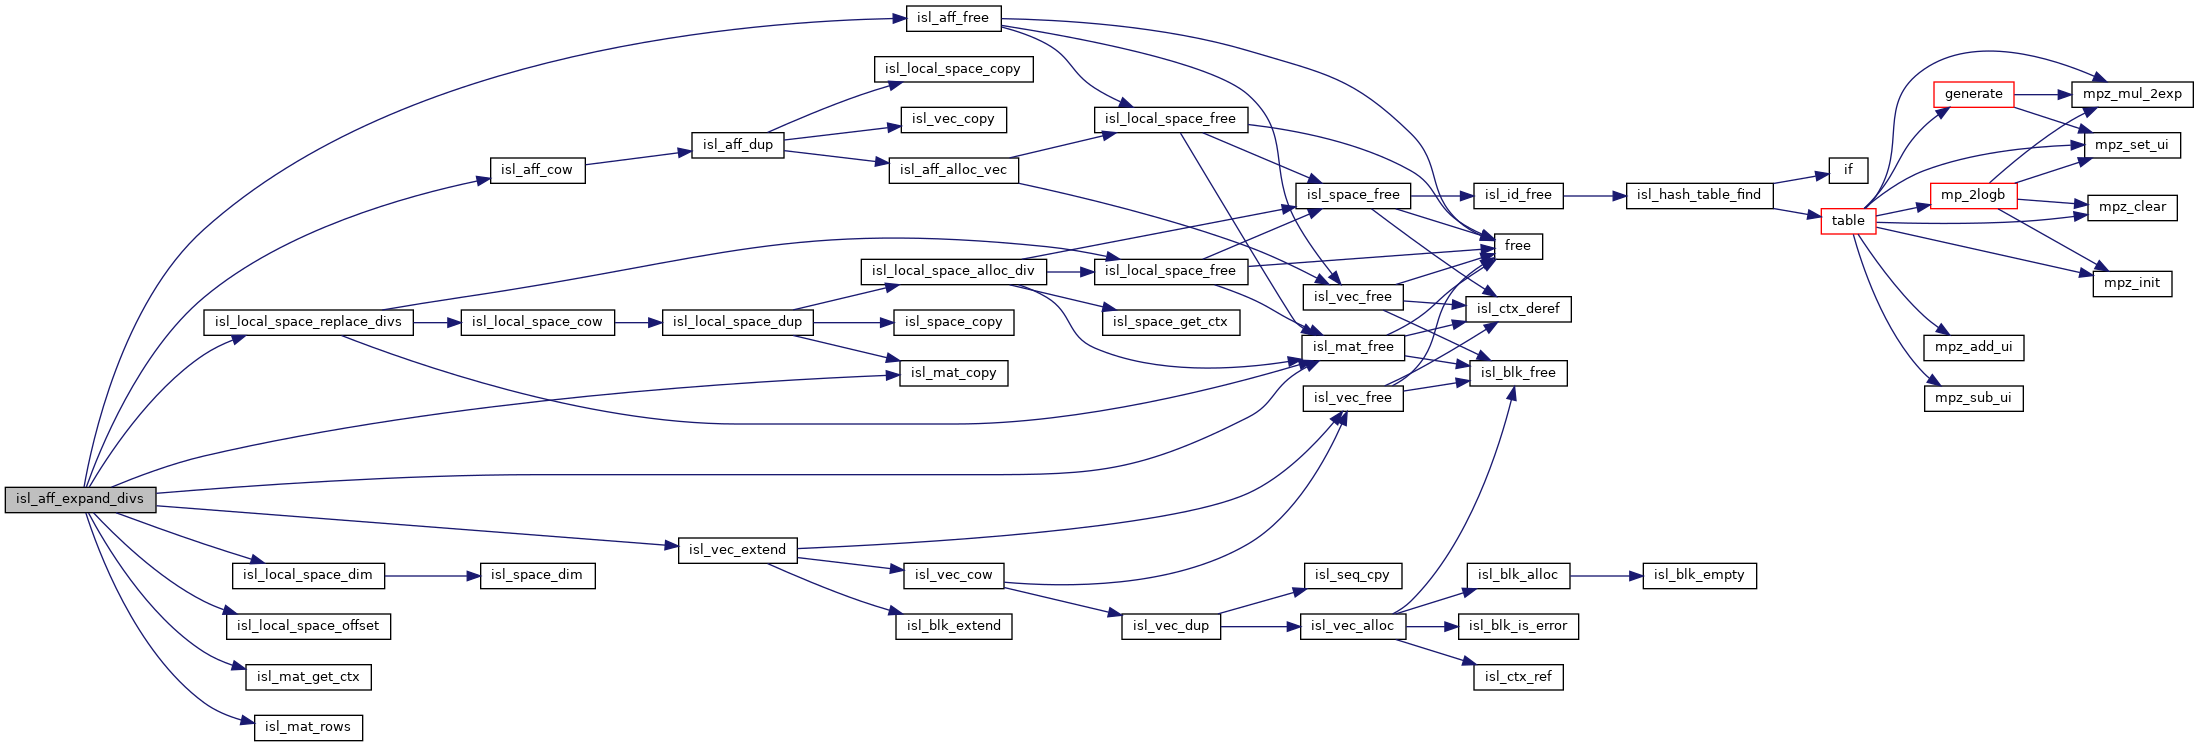 isl_aff_expand_divs
isl_aff_free
isl_aff_cow
isl_local_space_replace_divs
isl_local_space_dim
isl_local_space_offset
isl_mat_get_ctx
isl_mat_rows
isl_local_space_cow
isl_space_dim
isl_aff_dup
isl_local_space_dup
isl_vec_extend
isl_local_space_copy
isl_vec_copy
isl_aff_alloc_vec
isl_local_space_alloc_div
isl_space_copy
isl_mat_copy
isl_vec_cow
isl_blk_extend
isl_local_space_free
isl_local_space_free
isl_space_get_ctx
isl_vec_dup
isl_space_free
isl_vec_free
isl_mat_free
isl_vec_free
isl_seq_cpy
isl_vec_alloc
isl_id_free
free
isl_ctx_deref
isl_blk_free
isl_blk_alloc
isl_blk_is_error
isl_ctx_ref
isl_hash_table_find
isl_blk_empty
if
table
generate
mp_2logb
mpz_add_ui
mpz_sub_ui
mpz_mul_2exp
mpz_set_ui
mpz_clear
mpz_init